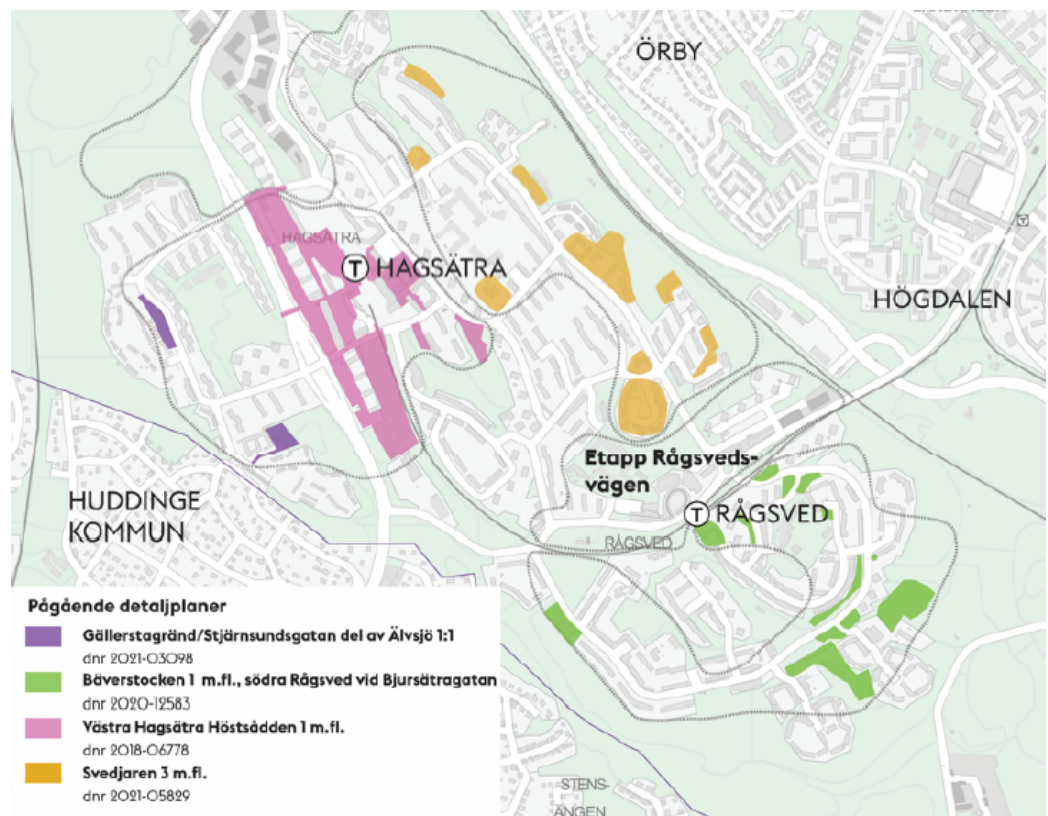 ÖRBY
HAGSÄTRA
T HAGSÄTRA
HÖGDALEN
T
Etapp Rågsveds-
vägen
HUDDINGE
KOMMUN
T RÅGSVED
RÅGSVED
Pågående detaljplaner
Gällerstagränd/Stjärnsundsgatan del av Älvsjö 1:1
dnr 2021-03098
Bäverstocken 1 m.fl., södra Rågsved vid Bjursätragatan
dnr 2020-12583
Västra Hagsätra Höstsådden 1 m.fl.
dnr 2018-06778
Svedjaren 3 m.fl.
dnr 2021-05829
STENS-
ÄNGEN